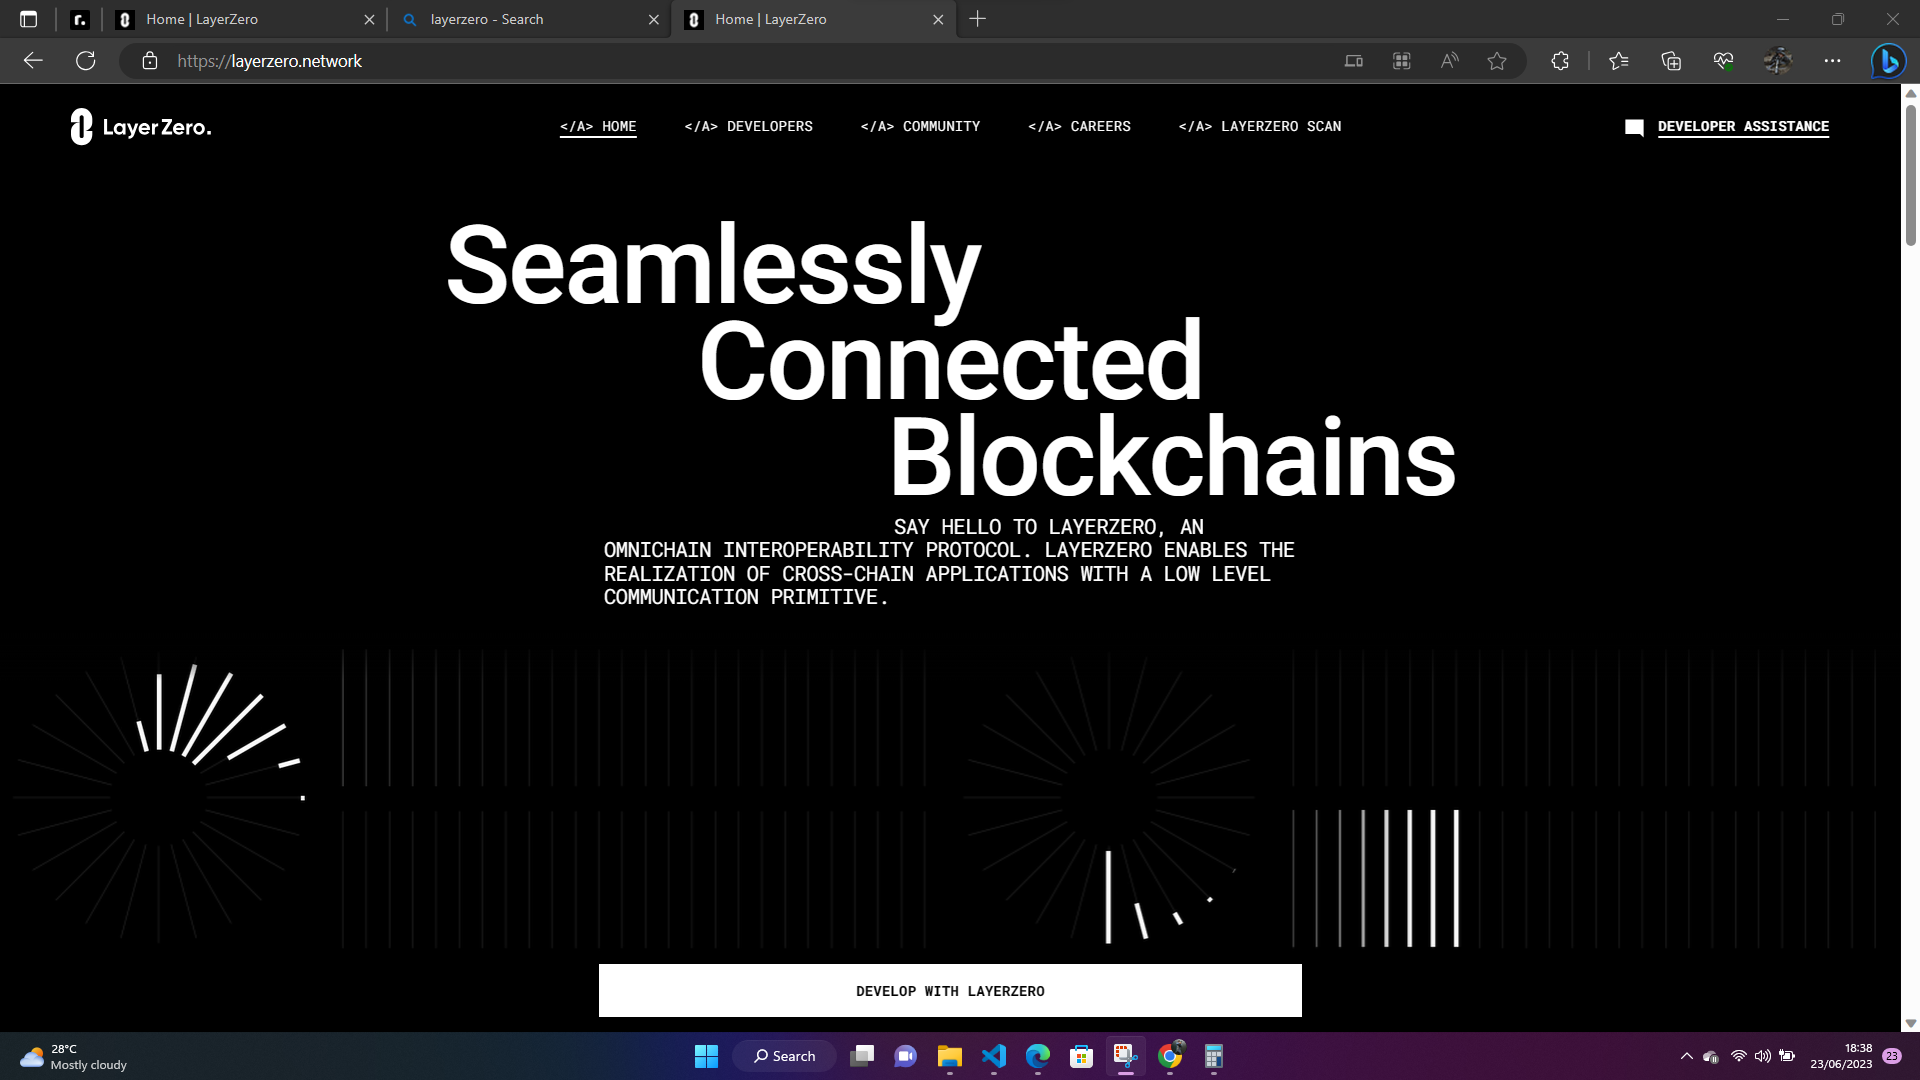 Home | LayerZero
layerzero - Search
Home | LayerZero
https://layerzero.network
LayerZero.
</A> HOME
</A> DEVELOPERS
</A> COMMUNITY
</A> CAREERS
</A> LAYERZERO SCAN
DEVELOPER ASSISTANCE
Seamlessly
Connected
Blockchains
SAY HELLO TO LAYERZERO, AN
OMNICHAIN INTEROPERABILITY PROTOCOL. LAYERZERO ENABLES THE
REALIZATION OF CROSS-CHAIN APPLICATIONS WITH A LOW LEVEL
COMMUNICATION PRIMITIVE.
DEVELOP WITH LAYERZERO
28°C
Mostly cloudy
Search
18:38
23/06/2023
23